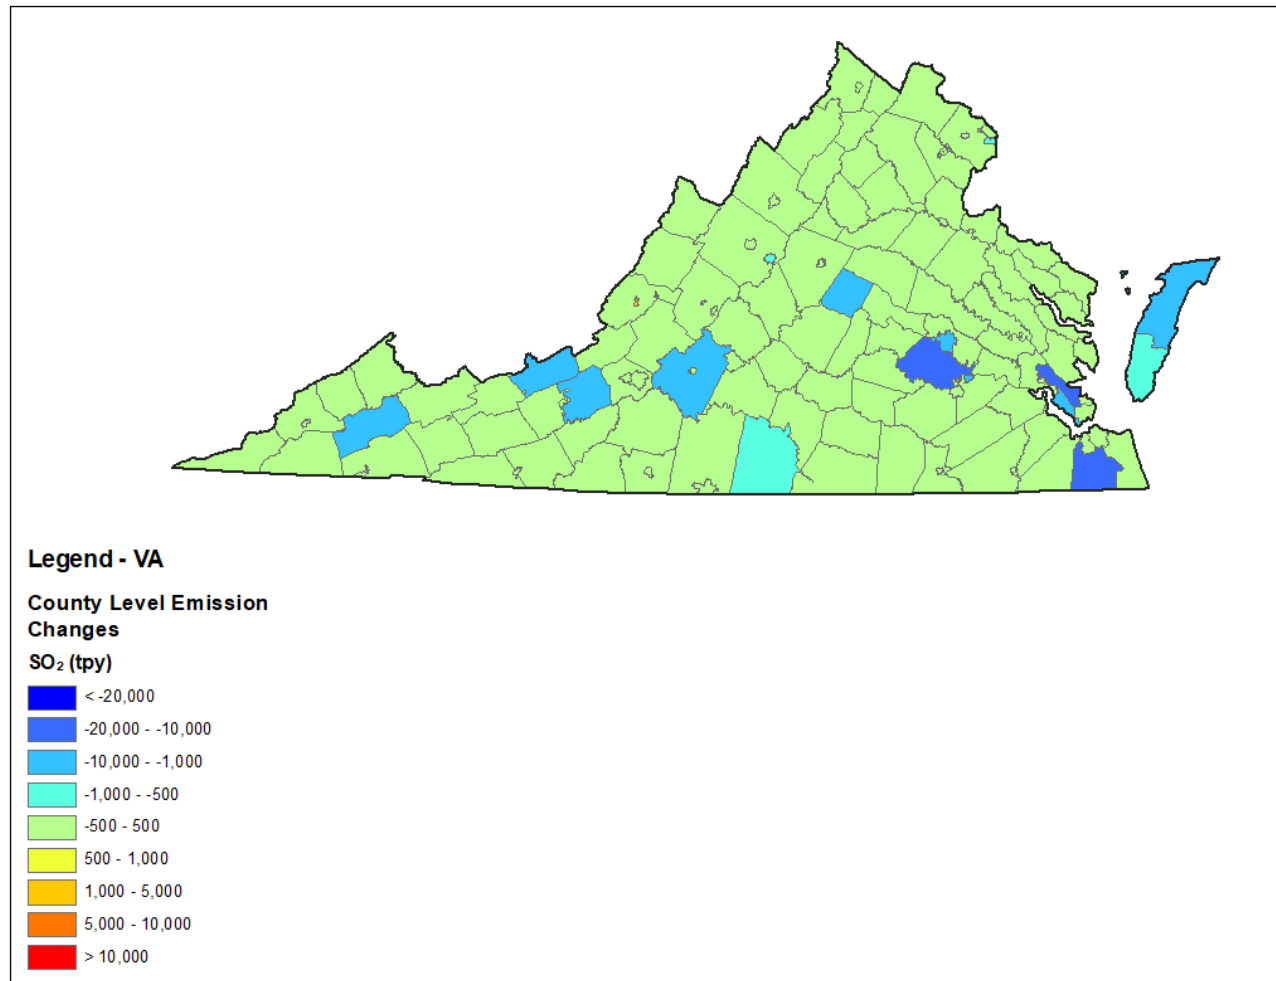 Legend - VA
County Level Emission
Changes
SO₂ (tpy)
< -20,000
-20,000 - -10,000
-10,000 - -1,000
-1,000 - -500
-500 - 500
500 - 1,000
1,000 - 5,000
5,000 - 10,000
> 10,000